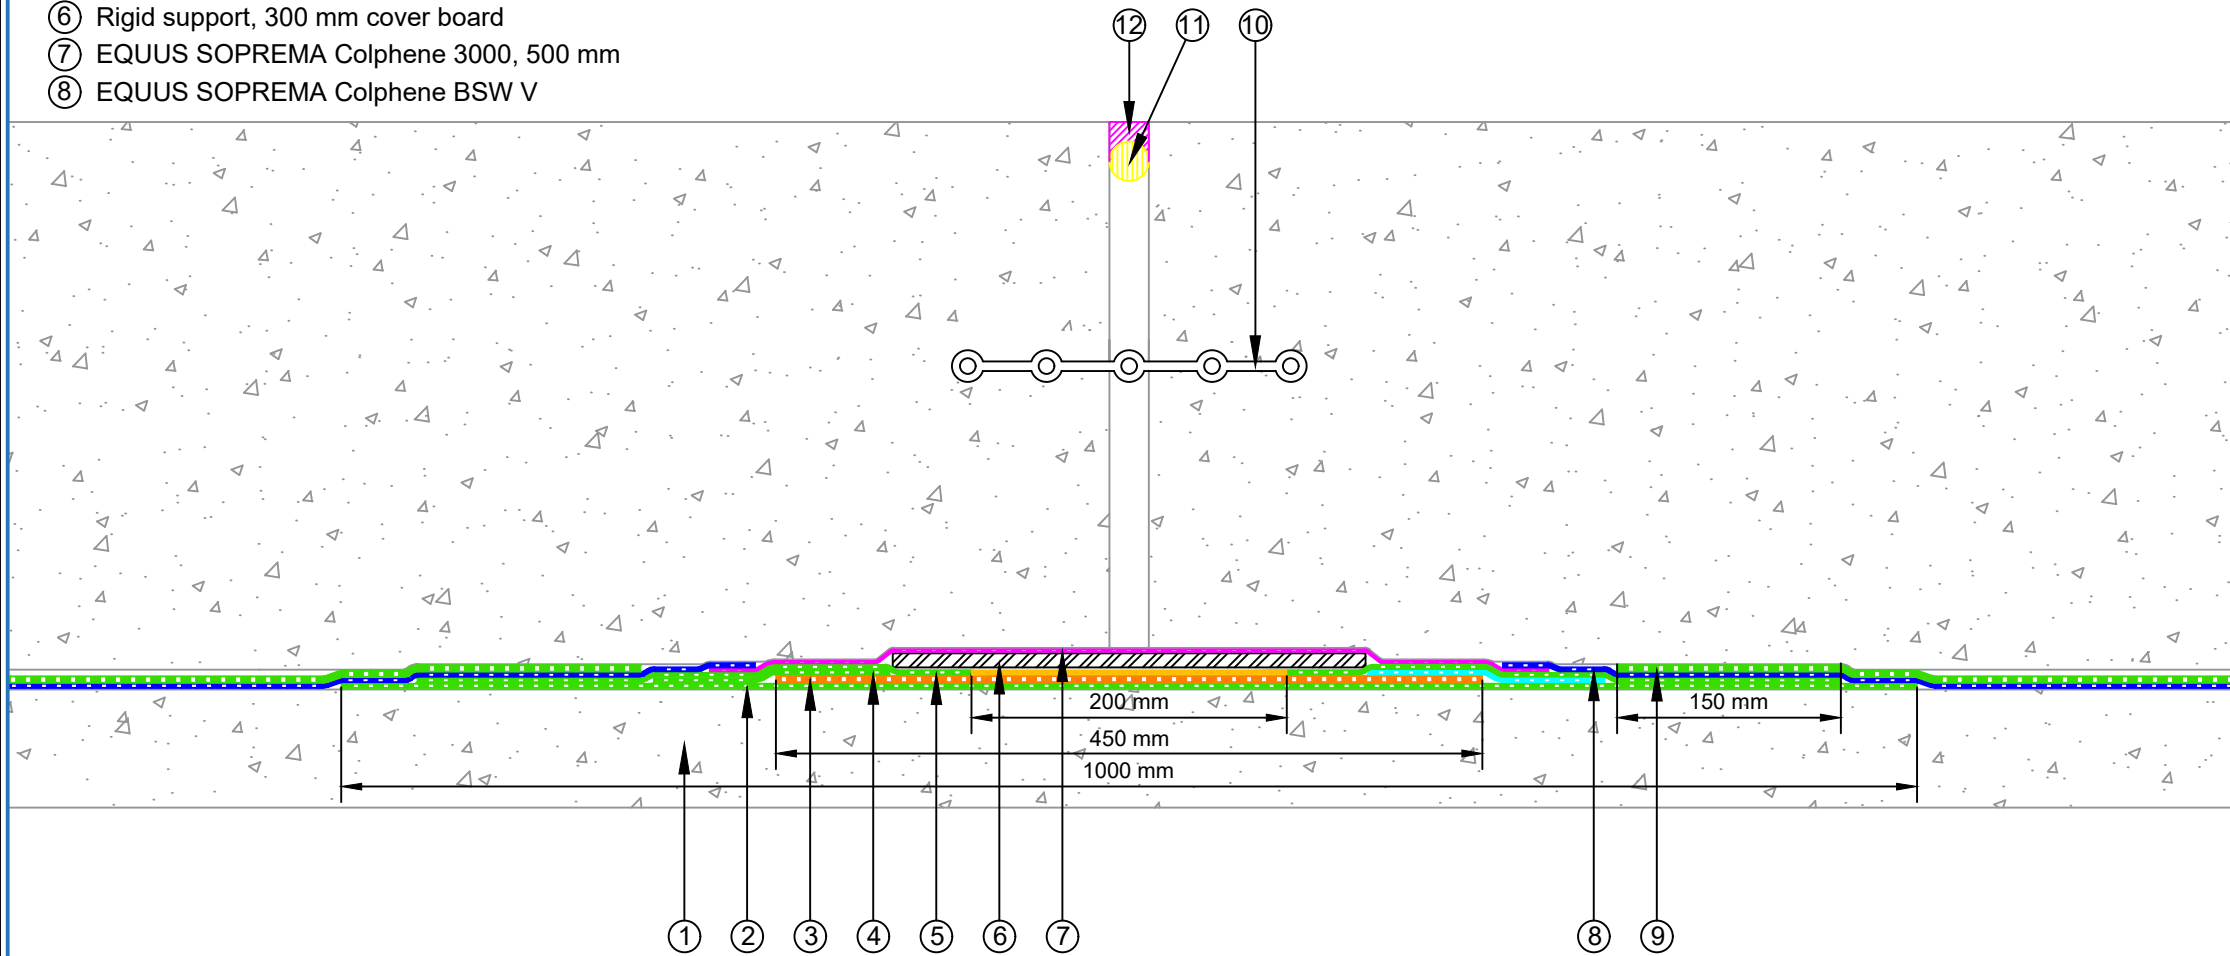 6 Rigid support, 300 mm cover board
7 EQUUS SOPREMA Colphene 3000, 500 mm
8 EQUUS SOPREMA Colphene BSW V
12 11 10
200 mm 150 mm
450 mm
1000 mm
1 2 3 4 5 6 7 8 9